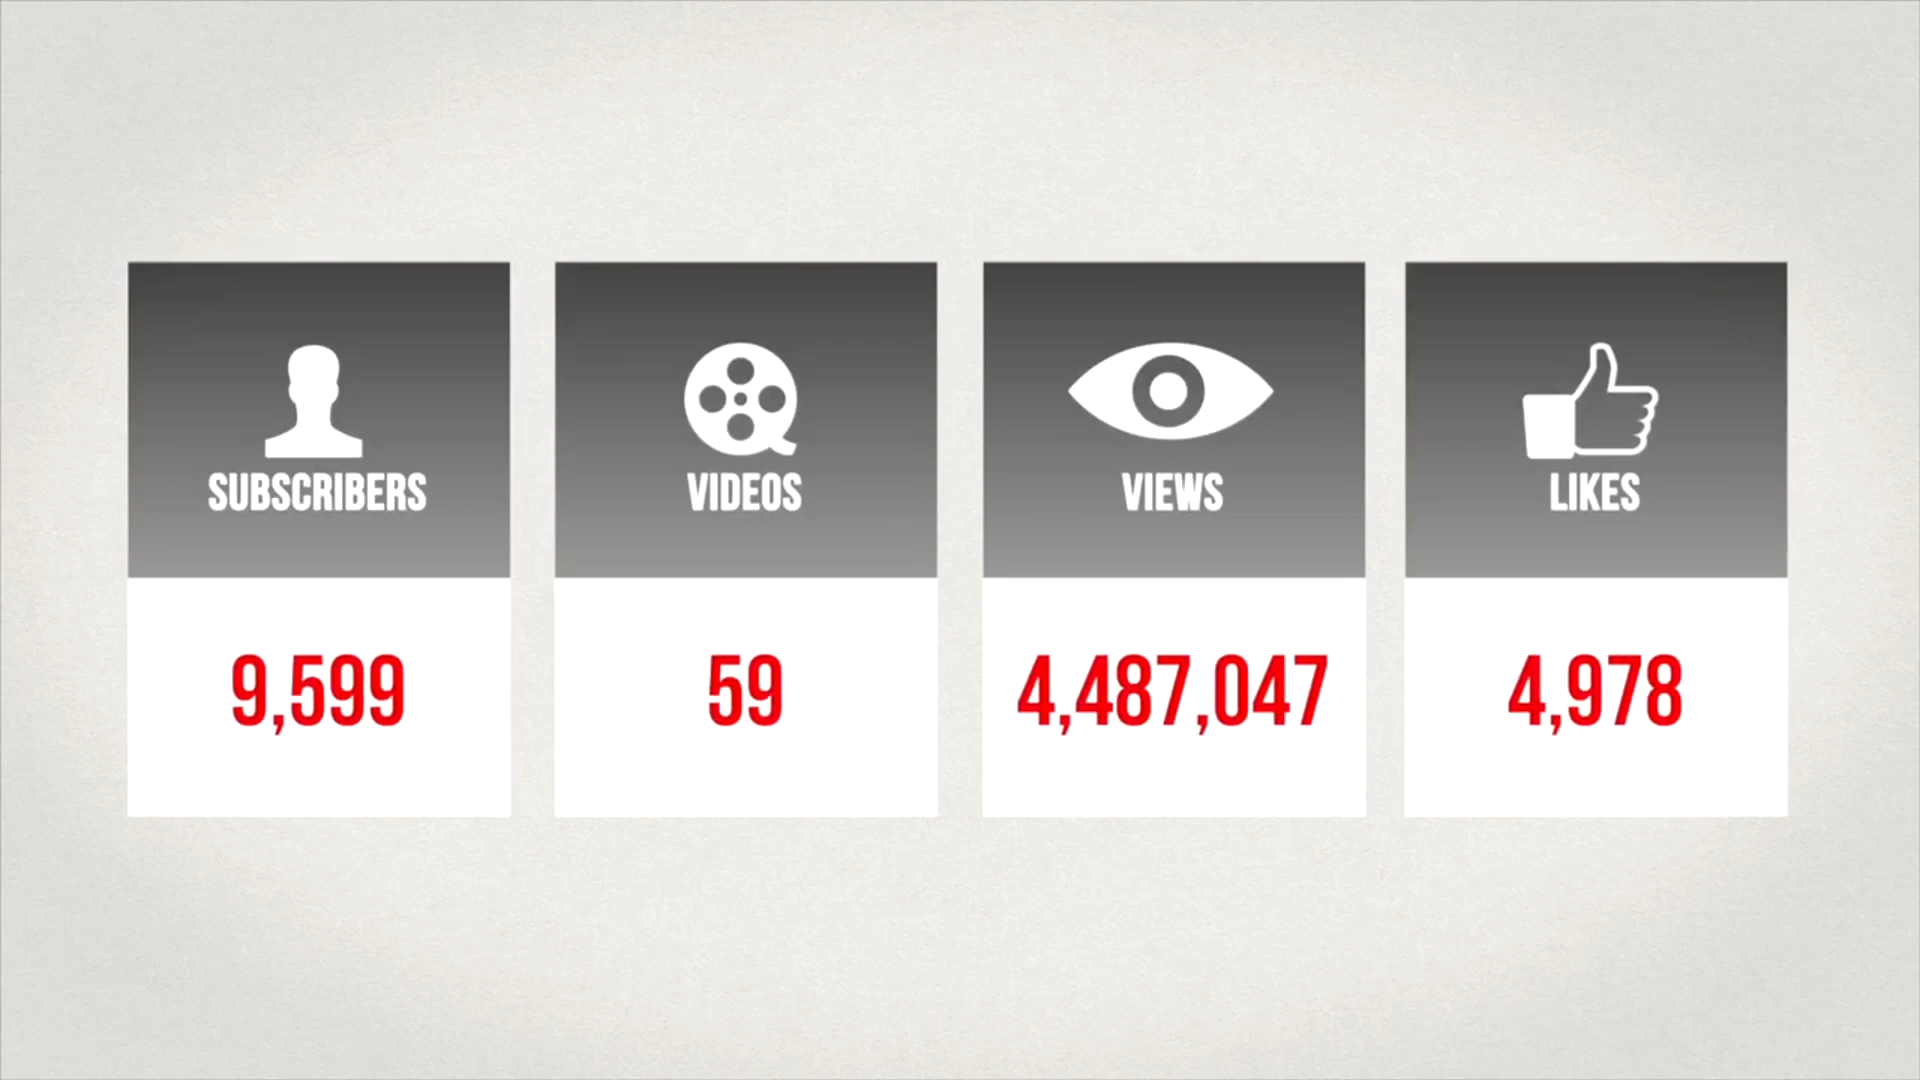 SUBSCRIBERS
VIDEOS
VIEWS
LIKES
9,599
59
4,487,047
4,978